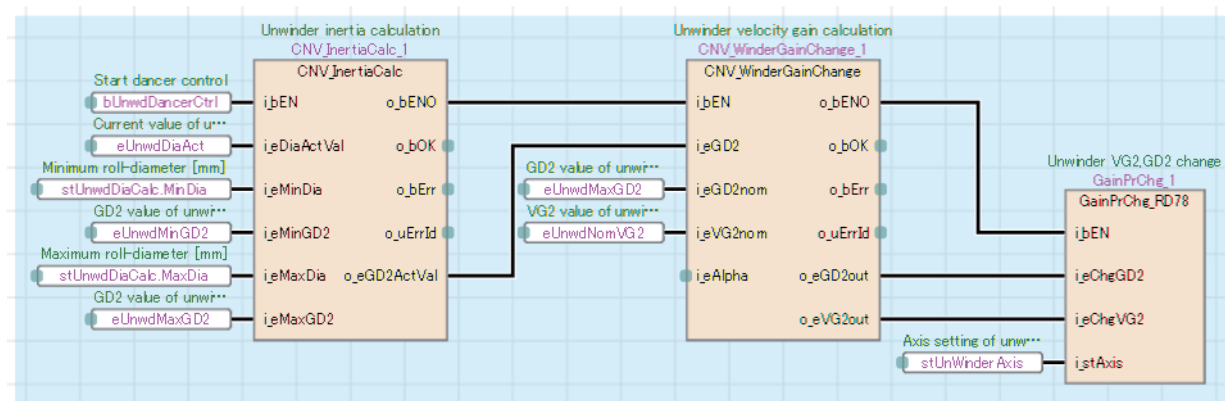 Unwinder inertia calculation
CNV_InertiaCalc_1
CNV_InertiaCalc
Start dancer control
bUnwdDancerCtrl
i_bEN
o_bENO
Current value of u…
eUnwdDiaAct
i_eDiaActVal
o_bOK
Minimum roll-diameter [mm]
stUnwdDiaCalc.MinDia
i_eMinDia
o_bErr
GD2 value of unwi…
eUnwdMinGD2
i_eMinGD2
o_uErrId
Maximum roll-diameter [mm]
stUnwdDiaCalc.MaxDia
i_eMaxDia
o_eGD2ActVal
GD2 value of unwi…
eUnwdMaxGD2
i_eMaxGD2
Unwinder velocity gain calculation
CNV_WinderGainChange_1
CNV_WinderGainChange
i_bEN
o_bENO
i_eGD2
o_bOK
GD2 value of unwi…
eUnwdMaxGD2
i_eGD2nom
o_bErr
VG2 value of unwi…
eUnwdNomVG2
i_eVG2nom
o_uErrId
i_eAlpha
o_eGD2out
o_eVG2out
Unwinder VG2,GD2 change
GainPrChg_1
GainPrChg_RD78
i_bEN
i_eChgGD2
i_eChgVG2
Axis setting of unw…
stUnWinderAxis
i_stAxis